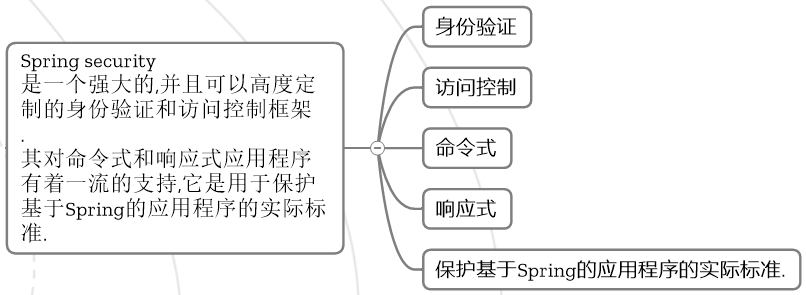 Spring security
是一个强大的,并且可以高度定
制的身份验证和访问控制框架
.
其对命令式和响应式应用程序
有着一流的支持,它是用于保护
基于Spring的应用程序的实际标
准.
身份验证
访问控制
命令式
响应式
保护基于Spring的应用程序的实际标准.